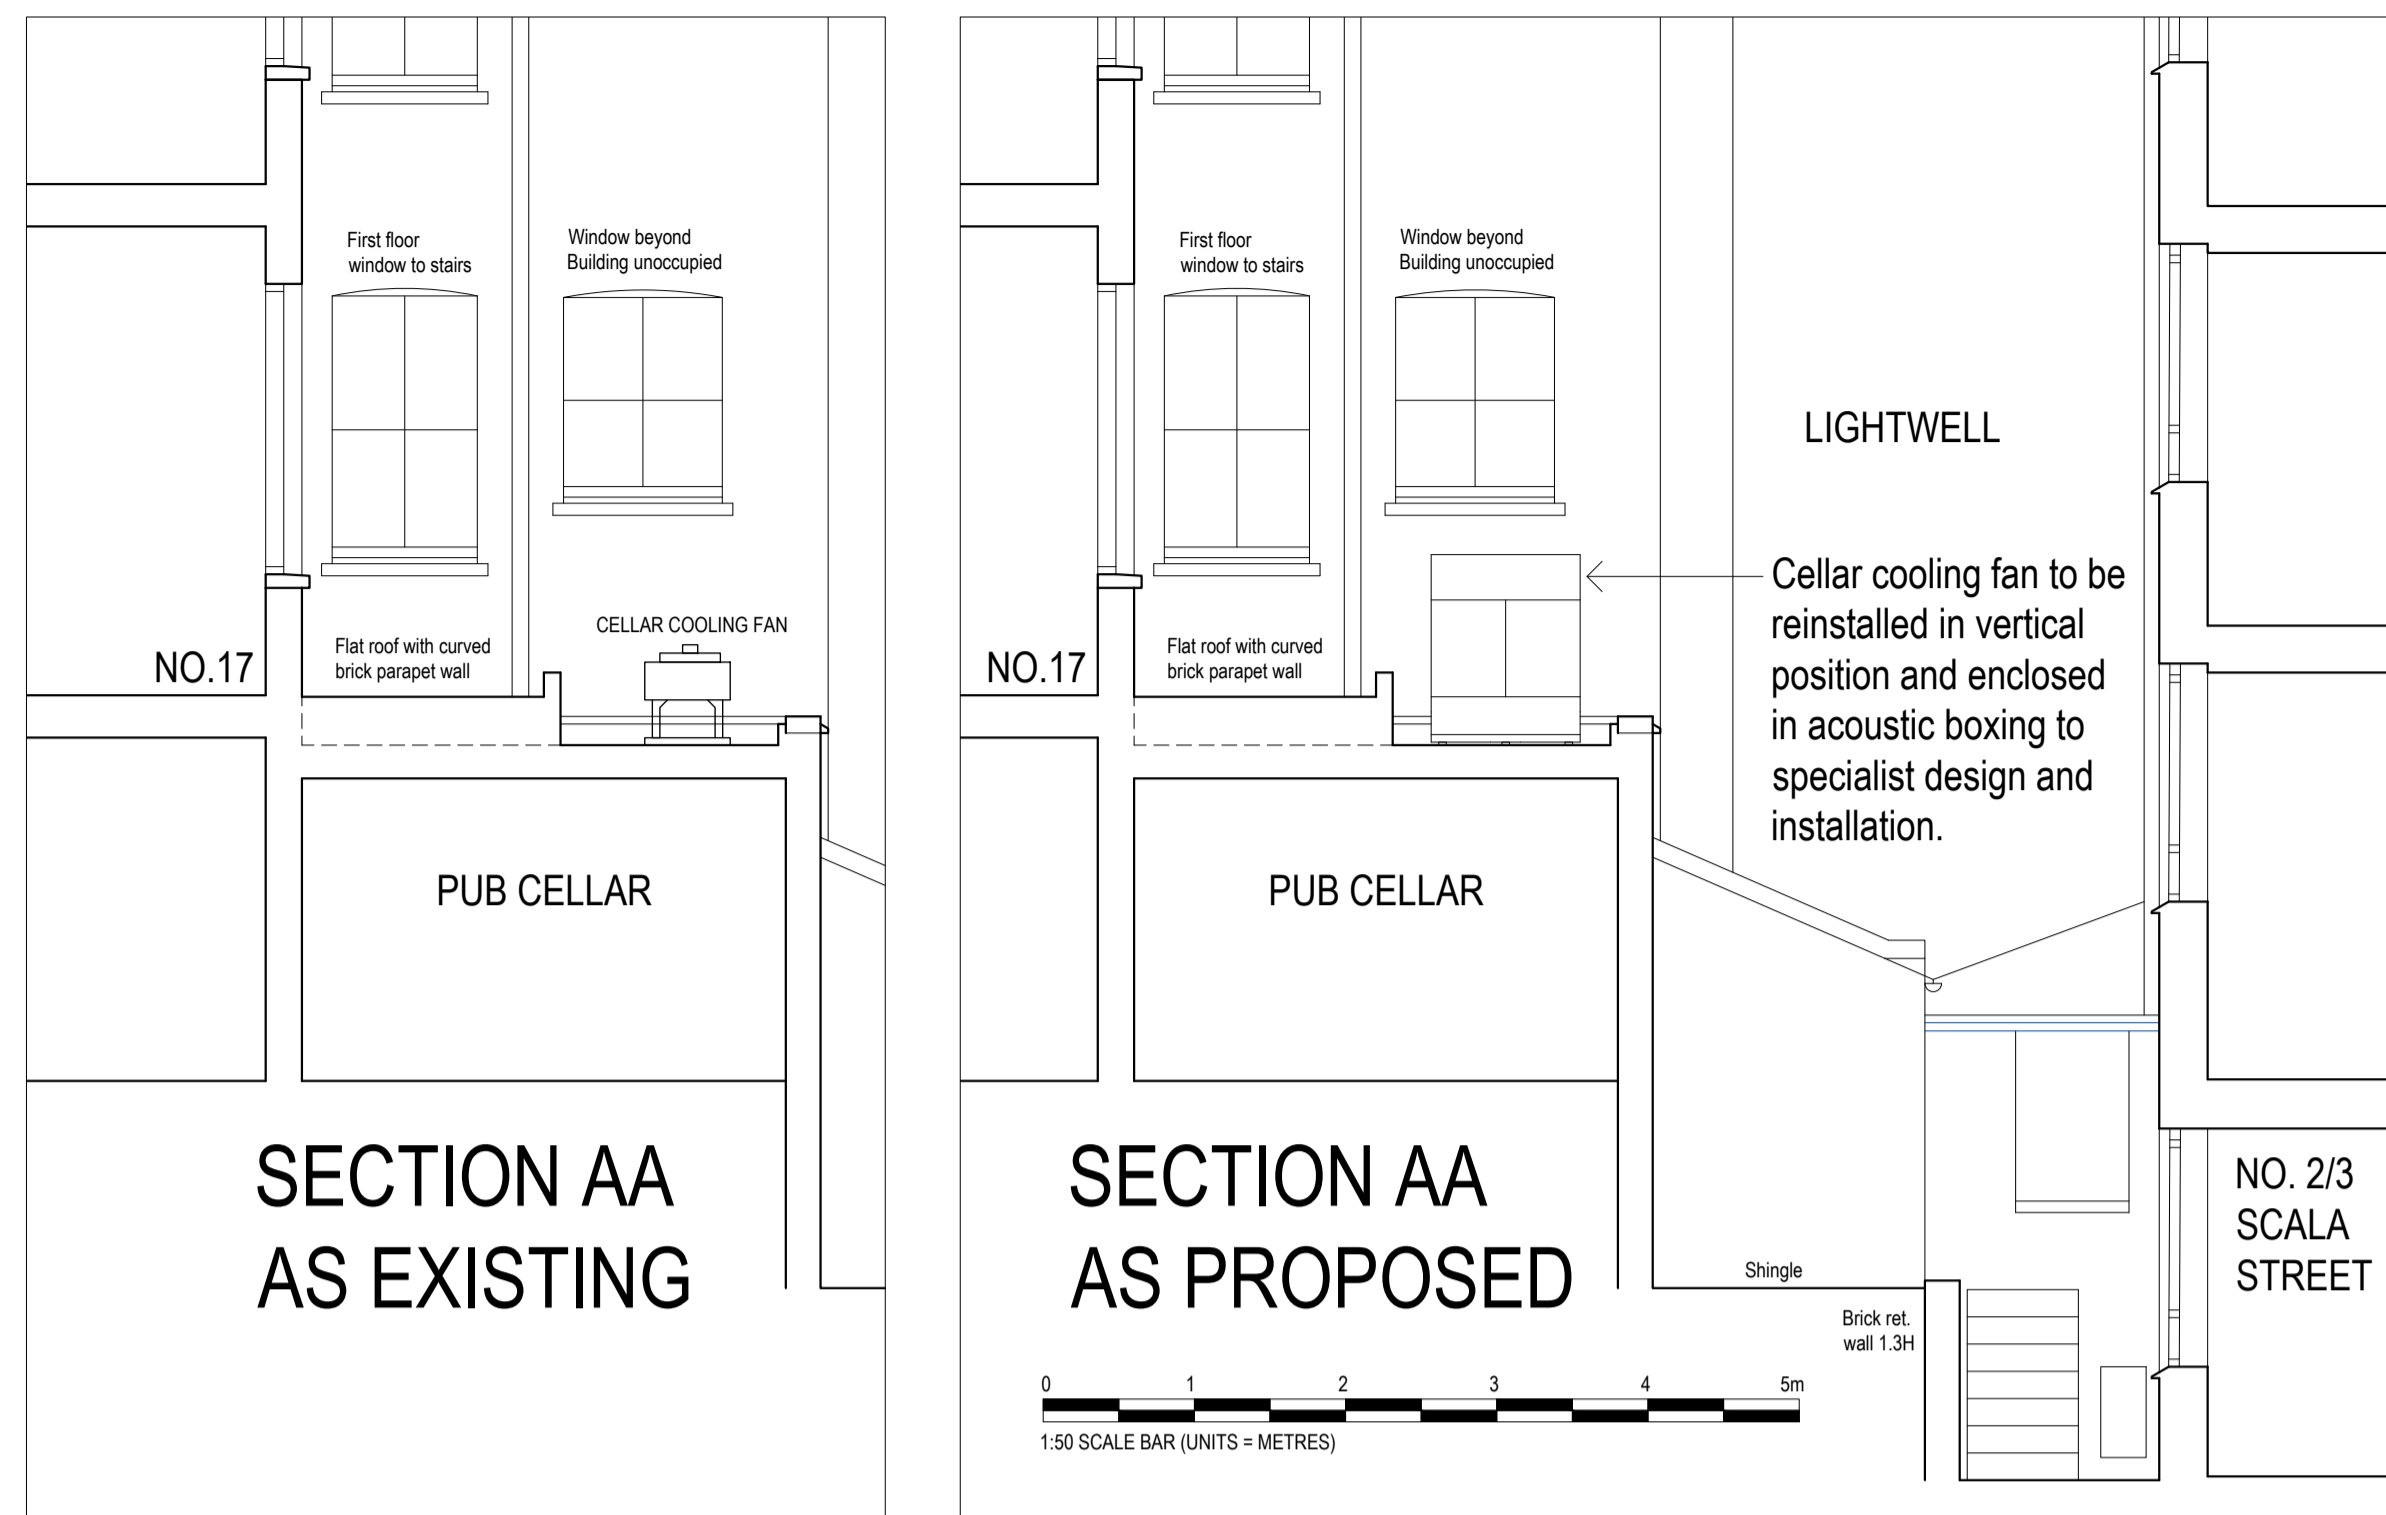 First floor
window to stairs
Window beyond
Building unoccupied
CELLAR COOLING FAN
Flat roof with curved
brick parapet wall
NO.17
PUB CELLAR
SECTION AA
AS EXISTING
First floor
window to stairs
Window beyond
Building unoccupied
LIGHTWELL
Cellar cooling fan to be
reinstalled in vertical
position and enclosed
in acoustic boxing to
specialist design and
installation.
Flat roof with curved
brick parapet wall
NO.17
PUB CELLAR
SECTION AA
AS PROPOSED
Shingle
Brick ret.
wall 1.3H
NO. 2/3
SCALA
STREET
0 1 2 3 4 5m
1:50 SCALE BAR (UNITS = METRES)